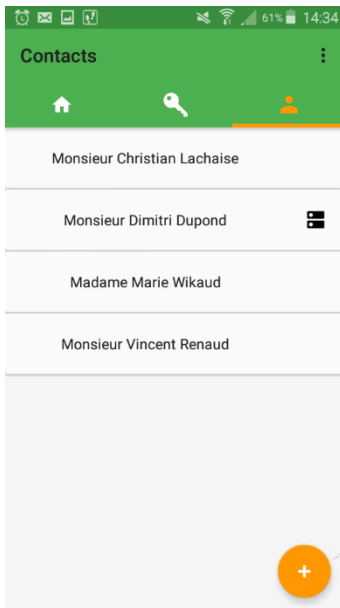 61% 14:34
Contacts
Monsieur Christian Lachaise
Monsieur Dimitri Dupond
Madame Marie Wikaud
Monsieur Vincent Renaud
+